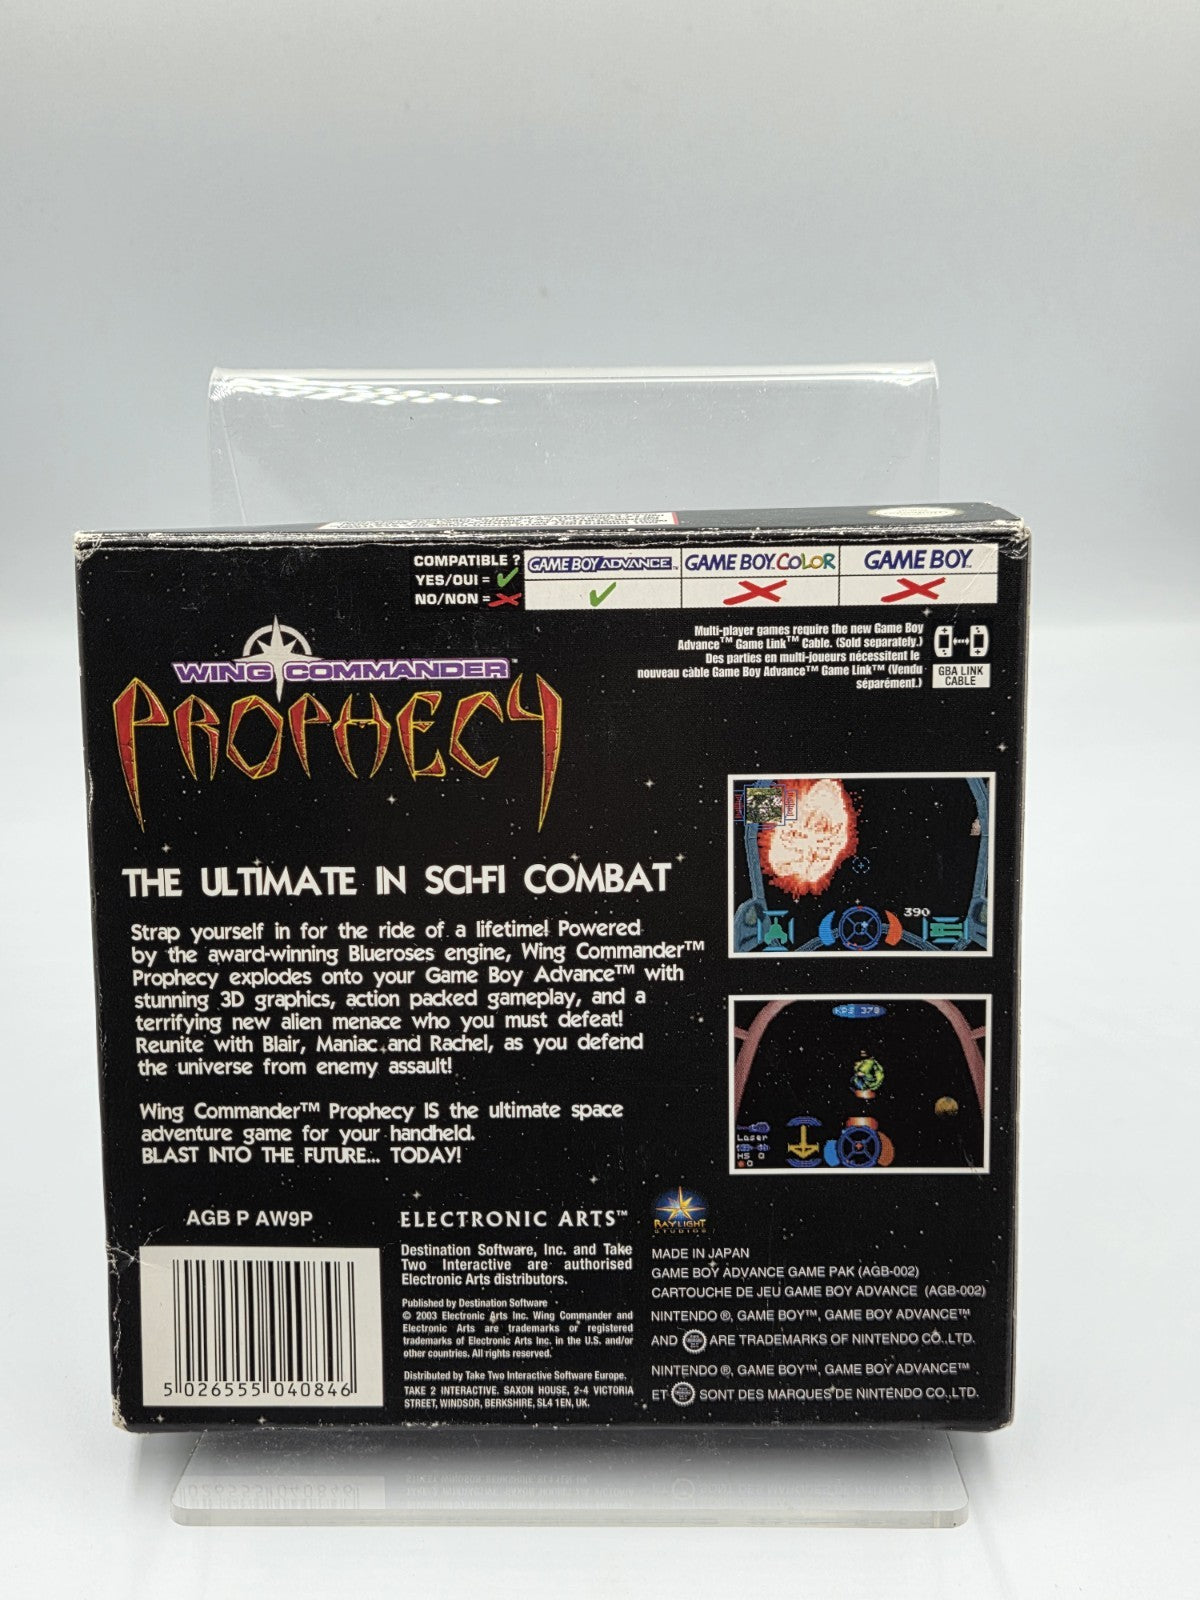 COMPATIBLE ?
YES/OUI =
NO/NON =
GAME BOY ADVANCE™
GAME BOY COLOR
GAME BOY™
Multi-player games require the new Game Boy
Advance™ Game Link™ Cable. (Sold separately.)
Des parties en multi-joueurs nécessitent le
nouveau câble Game Boy Advance™ Game Link™ (Vendu
séparément.)
GBA LINK
CABLE
WING COMMANDER™
PROPHECY
THE ULTIMATE IN SCI-FI COMBAT
Strap yourself in for the ride of a lifetime! Powered
by the award-winning Blueroses engine, Wing Commander™
Prophecy explodes onto your Game Boy Advance™ with
stunning 3D graphics, action packed gameplay, and a
terrifying new alien menace who you must defeat!
Reunite with Blair, Maniac and Rachel, as you defend
the universe from enemy assault!
Wing Commander™ Prophecy IS the ultimate space
adventure game for your handheld.
BLAST INTO THE FUTURE... TODAY!
390
KPS 378
Laser
HS 0
0
AGB P AW9P
5 026555 040846
ELECTRONIC ARTS™
Destination Software, Inc. and Take
Two Interactive are authorised
Electronic Arts distributors.
Published by Destination Software
© 2003 Electronic Arts Inc. Wing Commander and
Electronic Arts are trademarks or registered
trademarks of Electronic Arts Inc. in the U.S. and/or
other countries. All rights reserved.
Distributed by Take Two Interactive Software Europe.
TAKE 2 INTERACTIVE. SAXON HOUSE, 2-4 VICTORIA
STREET, WINDSOR, BERKSHIRE, SL4 1EN, UK.
RAYLIGHT
STUDIOS
MADE IN JAPAN
GAME BOY ADVANCE GAME PAK (AGB-002)
CARTOUCHE DE JEU GAME BOY ADVANCE (AGB-002)
NINTENDO ®, GAME BOY™, GAME BOY ADVANCE™
AND ARE TRADEMARKS OF NINTENDO CO.,LTD.
NINTENDO ®, GAME BOY™, GAME BOY ADVANCE™
ET SONT DES MARQUES DE NINTENDO CO.,LTD.